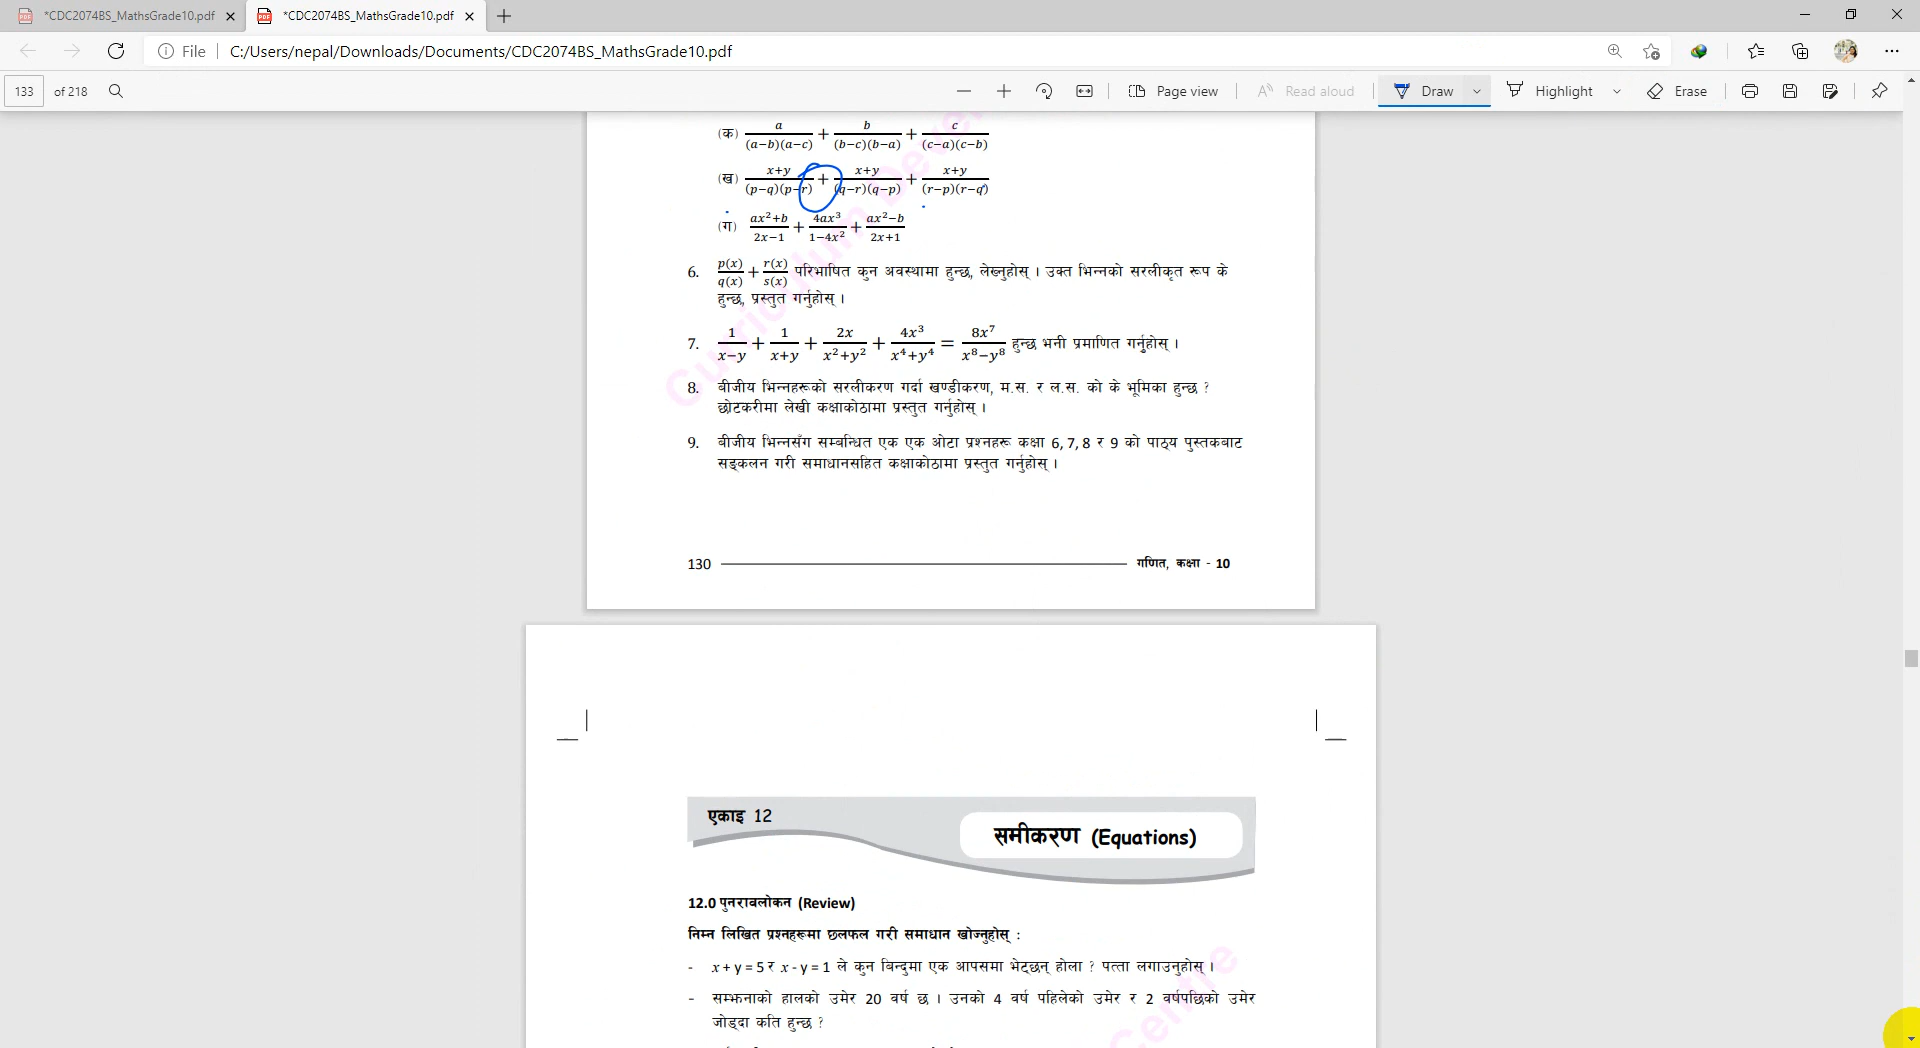 *CDC2074BS_MathsGrade10.pdf
*CDC2074BS_MathsGrade10.pdf
File C:/Users/nepal/Downloads/Documents/CDC2074BS_MathsGrade10.pdf
133 of 218 Page view Read aloud Draw Highlight Erase
(क) a/((a−b)(a−c)) + b/((b−c)(b−a)) + c/((c−a)(c−b))
(ख) (x+y)/((p−q)(p−r)) + (x+y)/((q−r)(q−p)) + (x+y)/((r−p)(r−q))
(ग) (ax²+b)/(2x−1) + 4ax³/(1−4x²) + (ax²−b)/(2x+1)
6. p(x)/q(x) + r(x)/s(x) परिभाषित कुन अवस्थामा हुन्छ, लेख्नुहोस् । उक्त भिन्नको सरलीकृत रूप के
हुन्छ, प्रस्तुत गर्नुहोस् ।
7. 1/(x−y) + 1/(x+y) + 2x/(x²+y²) + 4x³/(x⁴+y⁴) = 8x⁷/(x⁸−y⁸) हुन्छ भनी प्रमाणित गर्नुहोस् ।
8. बीजीय भिन्नहरूको सरलीकरण गर्दा खण्डीकरण, म.स. र ल.स. को के भूमिका हुन्छ ?
छोटकरीमा लेखी कक्षाकोठामा प्रस्तुत गर्नुहोस् ।
9. बीजीय भिन्नसँग सम्बन्धित एक एक ओटा प्रश्नहरू कक्षा 6, 7, 8 र 9 को पाठ्य पुस्तकबाट
सङ्कलन गरी समाधानसहित कक्षाकोठामा प्रस्तुत गर्नुहोस् ।
130 गणित, कक्षा - 10
एकाइ 12
समीकरण (Equations)
12.0 पुनरावलोकन (Review)
निम्न लिखित प्रश्नहरूमा छलफल गरी समाधान खोज्नुहोस् :
- x + y = 5 र x - y = 1 ले कुन बिन्दुमा एक आपसमा भेट्छन् होला ? पत्ता लगाउनुहोस् ।
- सम्झनाको हालको उमेर 20 वर्ष छ । उनको 4 वर्ष पहिलेको उमेर र 2 वर्षपछिको उमेर
जोड्दा कति हुन्छ ?